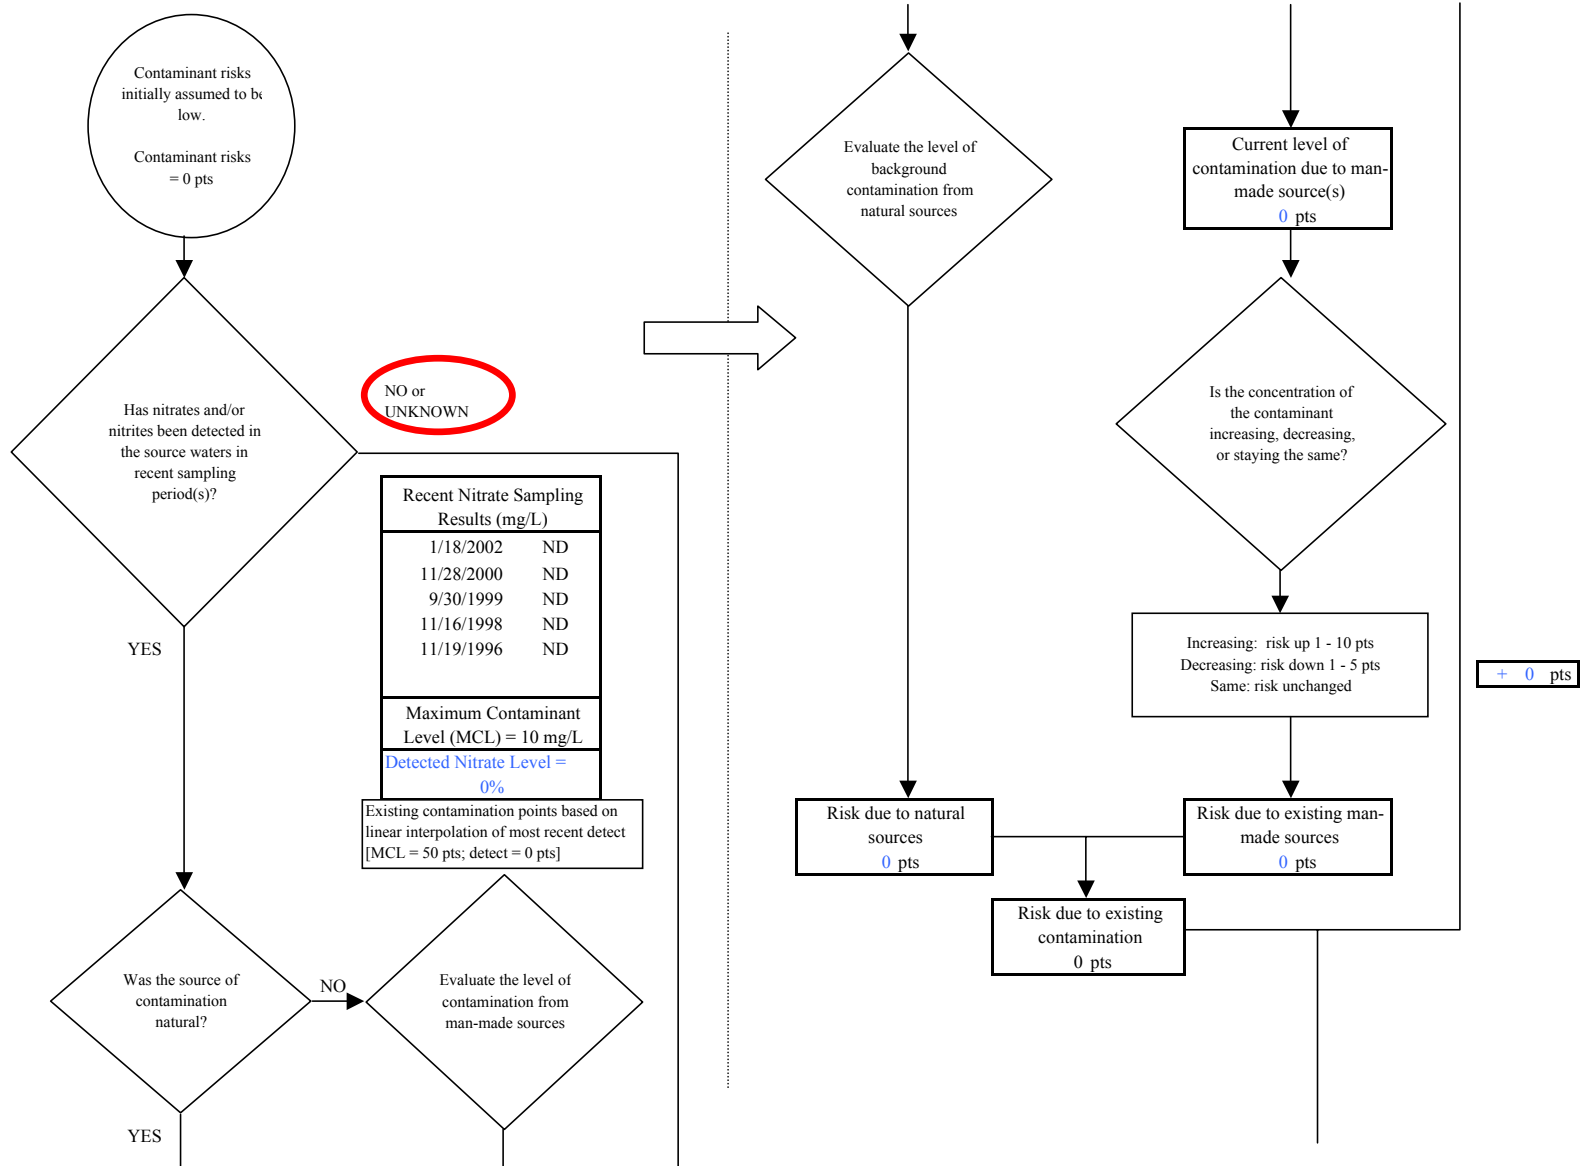 Contaminant risks
initially assumed to be
low.
Contaminant risks
= 0 pts
Has nitrates and/or
nitrites been detected in
the source waters in
recent sampling
period(s)?
NO or
UNKNOWN
YES
Recent Nitrate Sampling
Results (mg/L)
1/18/2002 ND
11/28/2000 ND
9/30/1999 ND
11/16/1998 ND
11/19/1996 ND
Maximum Contaminant
Level (MCL) = 10 mg/L
Detected Nitrate Level =
0%
Existing contamination points based on
linear interpolation of most recent detect
[MCL = 50 pts; detect = 0 pts]
Was the source of
contamination
natural?
NO
YES
Evaluate the level of
contamination from
man-made sources
Evaluate the level of
background
contamination from
natural sources
Current level of
contamination due to man-
made source(s)
0 pts
Is the concentration of
the contaminant
increasing, decreasing,
or staying the same?
Increasing: risk up 1 - 10 pts
Decreasing: risk down 1 - 5 pts
Same: risk unchanged
+ 0 pts
Risk due to natural
sources
0 pts
Risk due to existing man-
made sources
0 pts
Risk due to existing
contamination
0 pts